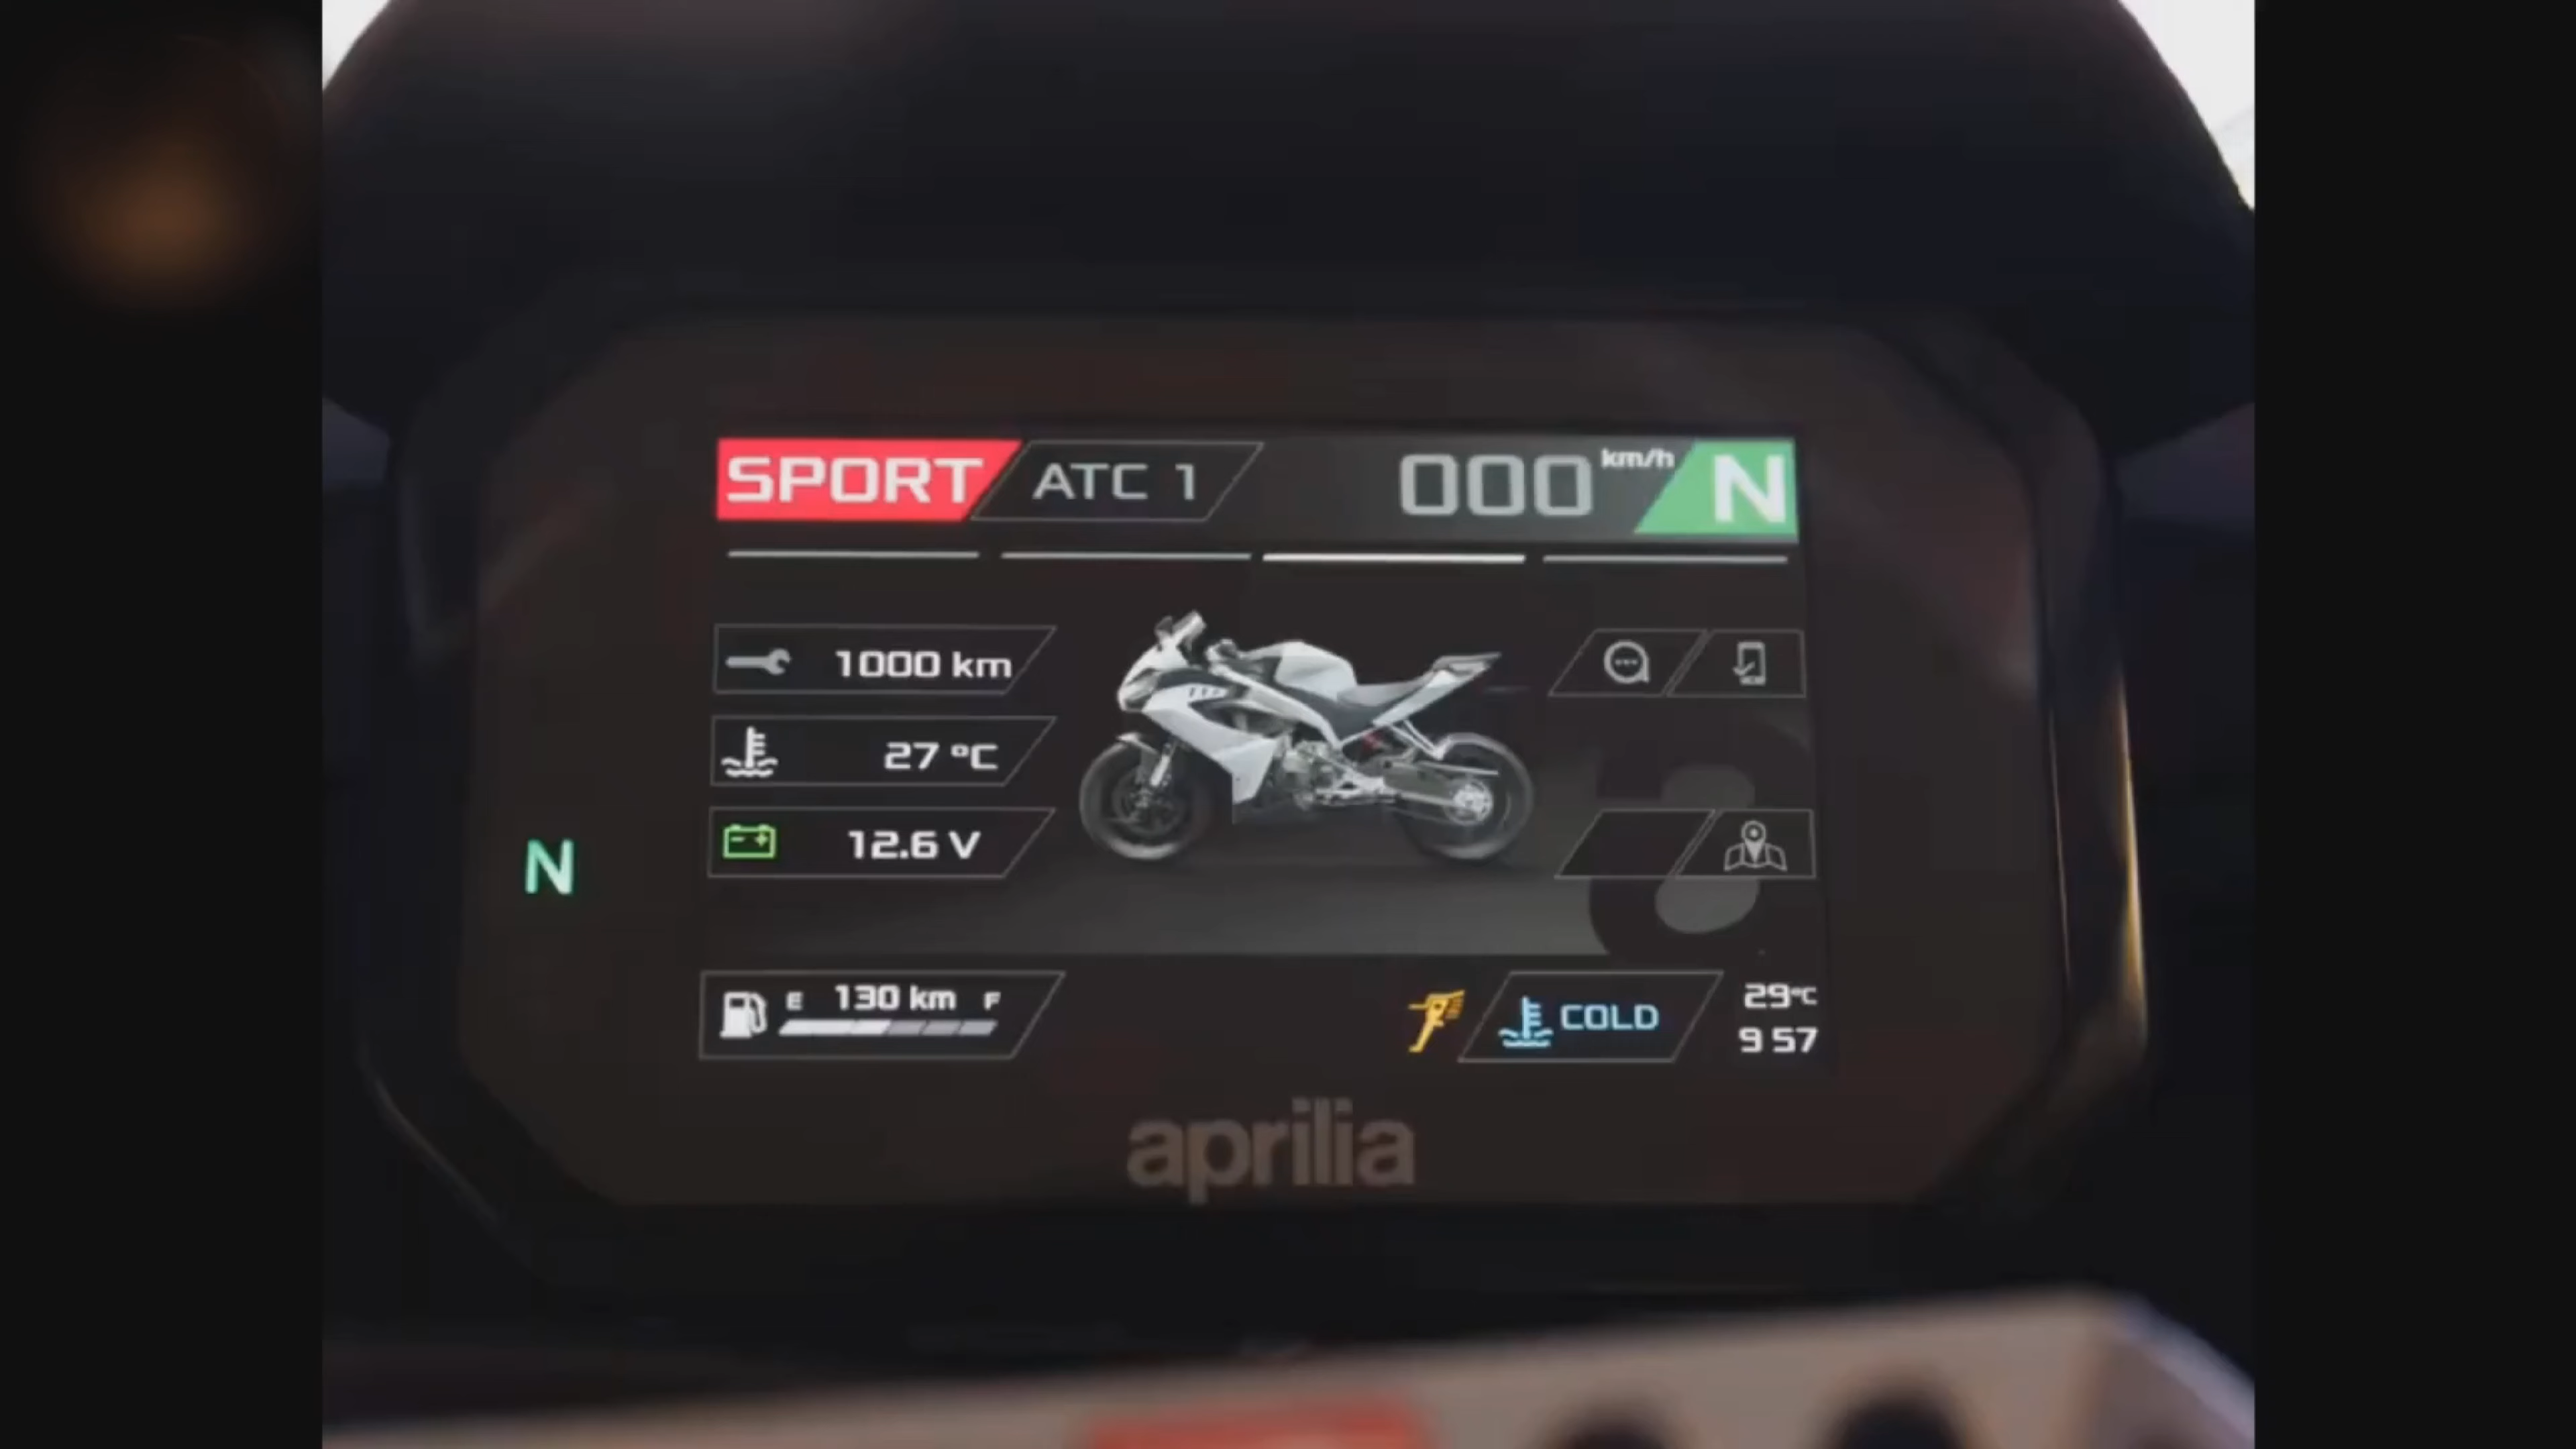 SPORT ATC 1 000 km/h N
1000 km
27 °C
12.6 V
N
E 130 km F
COLD
29°C
9 57
aprilia